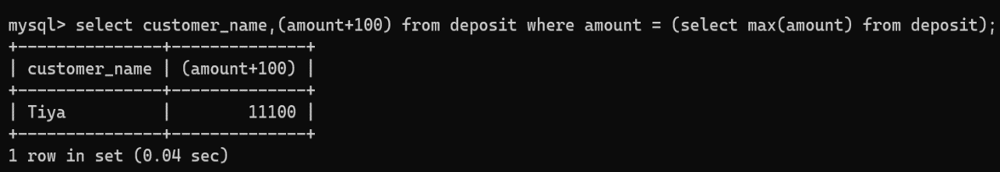 mysql> select customer_name,(amount+100) from deposit where amount = (select max(amount) from deposit);
+---------------+--------------+
| customer_name | (amount+100) |
+---------------+--------------+
| Tiya          |        11100 |
+---------------+--------------+
1 row in set (0.04 sec)